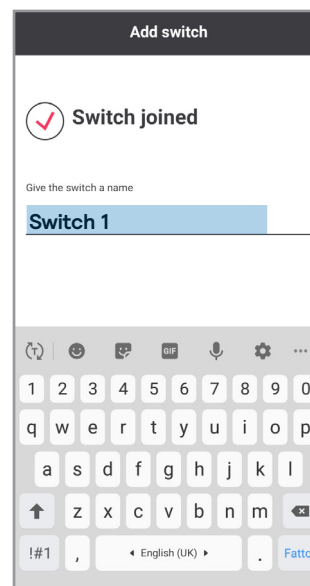 Add switch
Switch joined
Give the switch a name
Switch 1
T GIF
1 2 3 4 5 6 7 8 9 0
q w e r t y u i o p
a s d f g h j k l
z x c v b n m
!#1 , English (UK) . Fatto